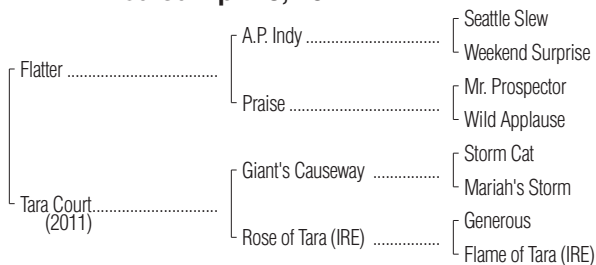 Seattle Slew
A.P. Indy
Weekend Surprise
Flatter
Mr. Prospector
Praise
Wild Applause
Storm Cat
Giant's Causeway
Mariah's Storm
Tara Court
(2011)
Generous
Rose of Tara (IRE)
Flame of Tara (IRE)